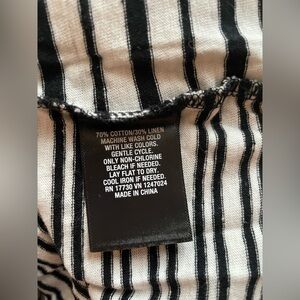 70% COTTON/30% LINEN
MACHINE WASH COLD
WITH LIKE COLORS.
GENTLE CYCLE.
ONLY NON-CHLORINE
BLEACH IF NEEDED.
LAY FLAT TO DRY.
COOL IRON IF NEEDED.
RN 17730 VN 1247024
MADE IN CHINA